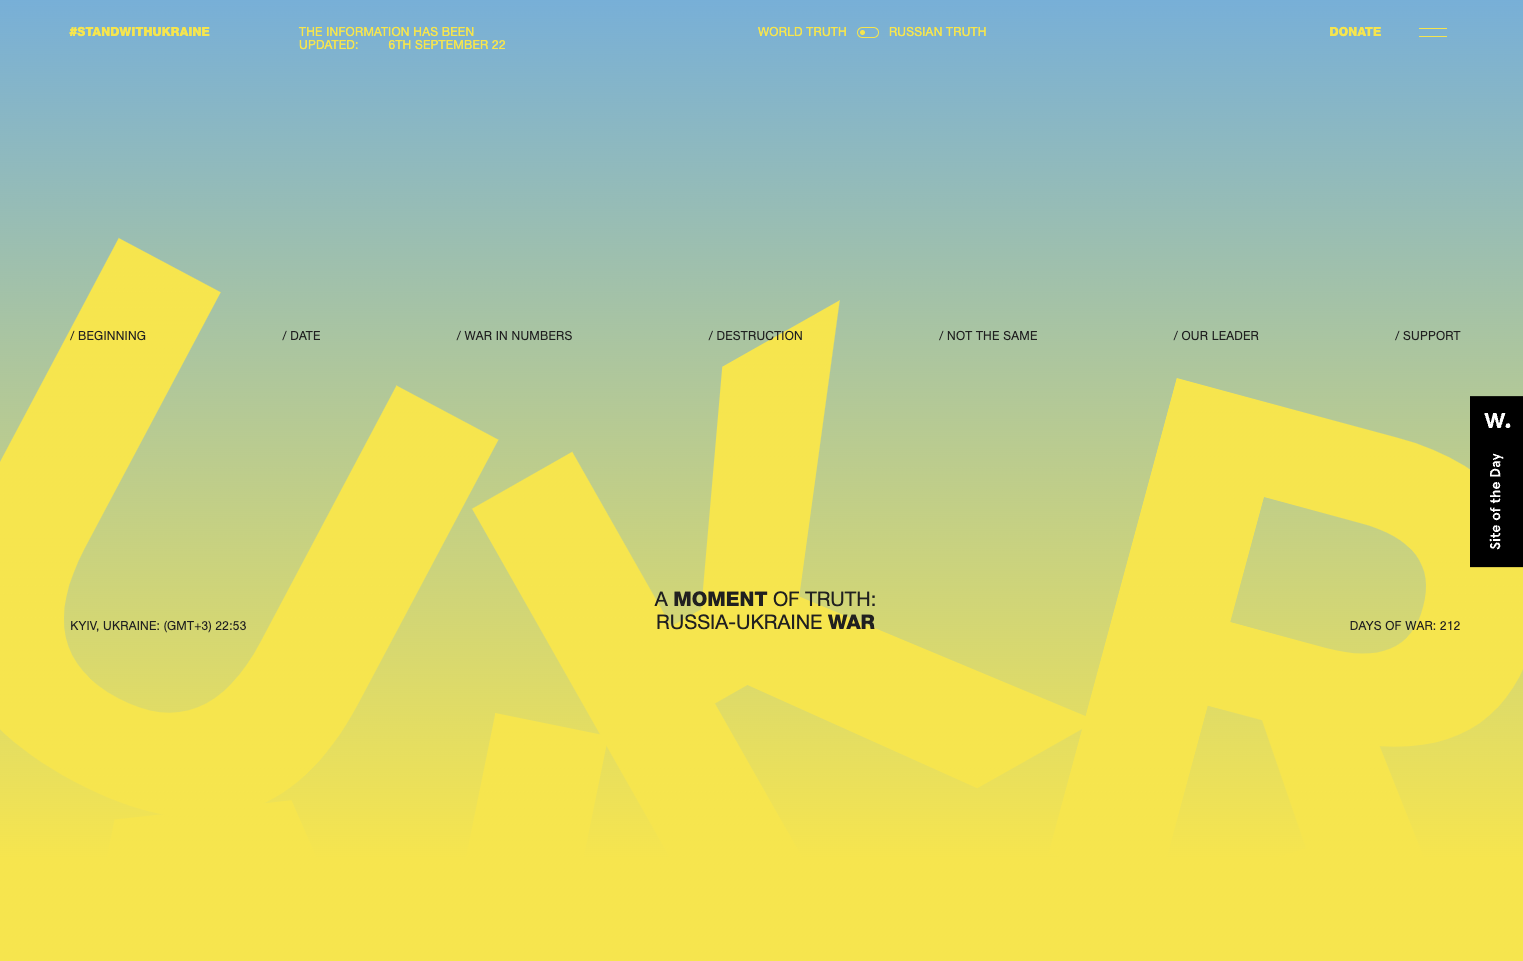 #STANDWITHUKRAINE
THE INFORMATION HAS BEEN
UPDATED: 6TH SEPTEMBER 22
WORLD TRUTH RUSSIAN TRUTH
DONATE
/ BEGINNING
/ DATE
/ WAR IN NUMBERS
/ DESTRUCTION
/ NOT THE SAME
/ OUR LEADER
/ SUPPORT
W.
Site of the Day
UKR
A MOMENT OF TRUTH:
RUSSIA-UKRAINE WAR
KYIV, UKRAINE: (GMT+3) 22:53
DAYS OF WAR: 212